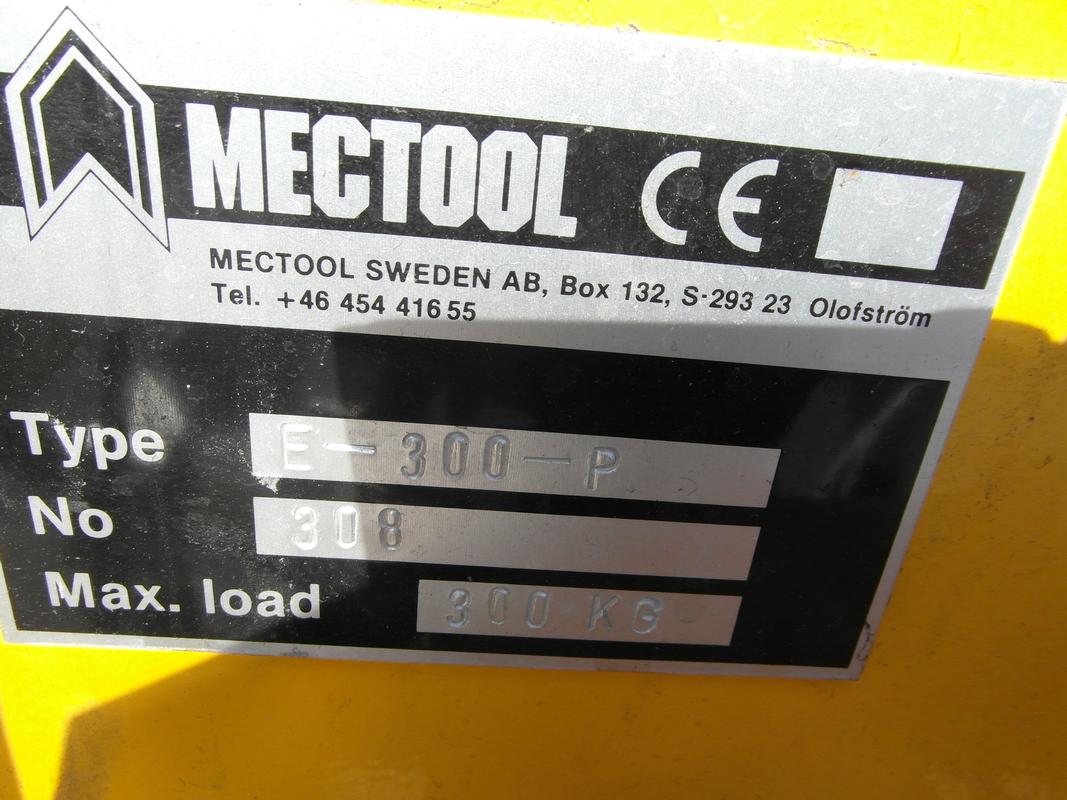 MECTOOL CE
MECTOOL SWEDEN AB, Box 132, S-293 23 Olofström
Tel. +46 454 416 55
Type E-300-P
No 308
Max. load 300 KG